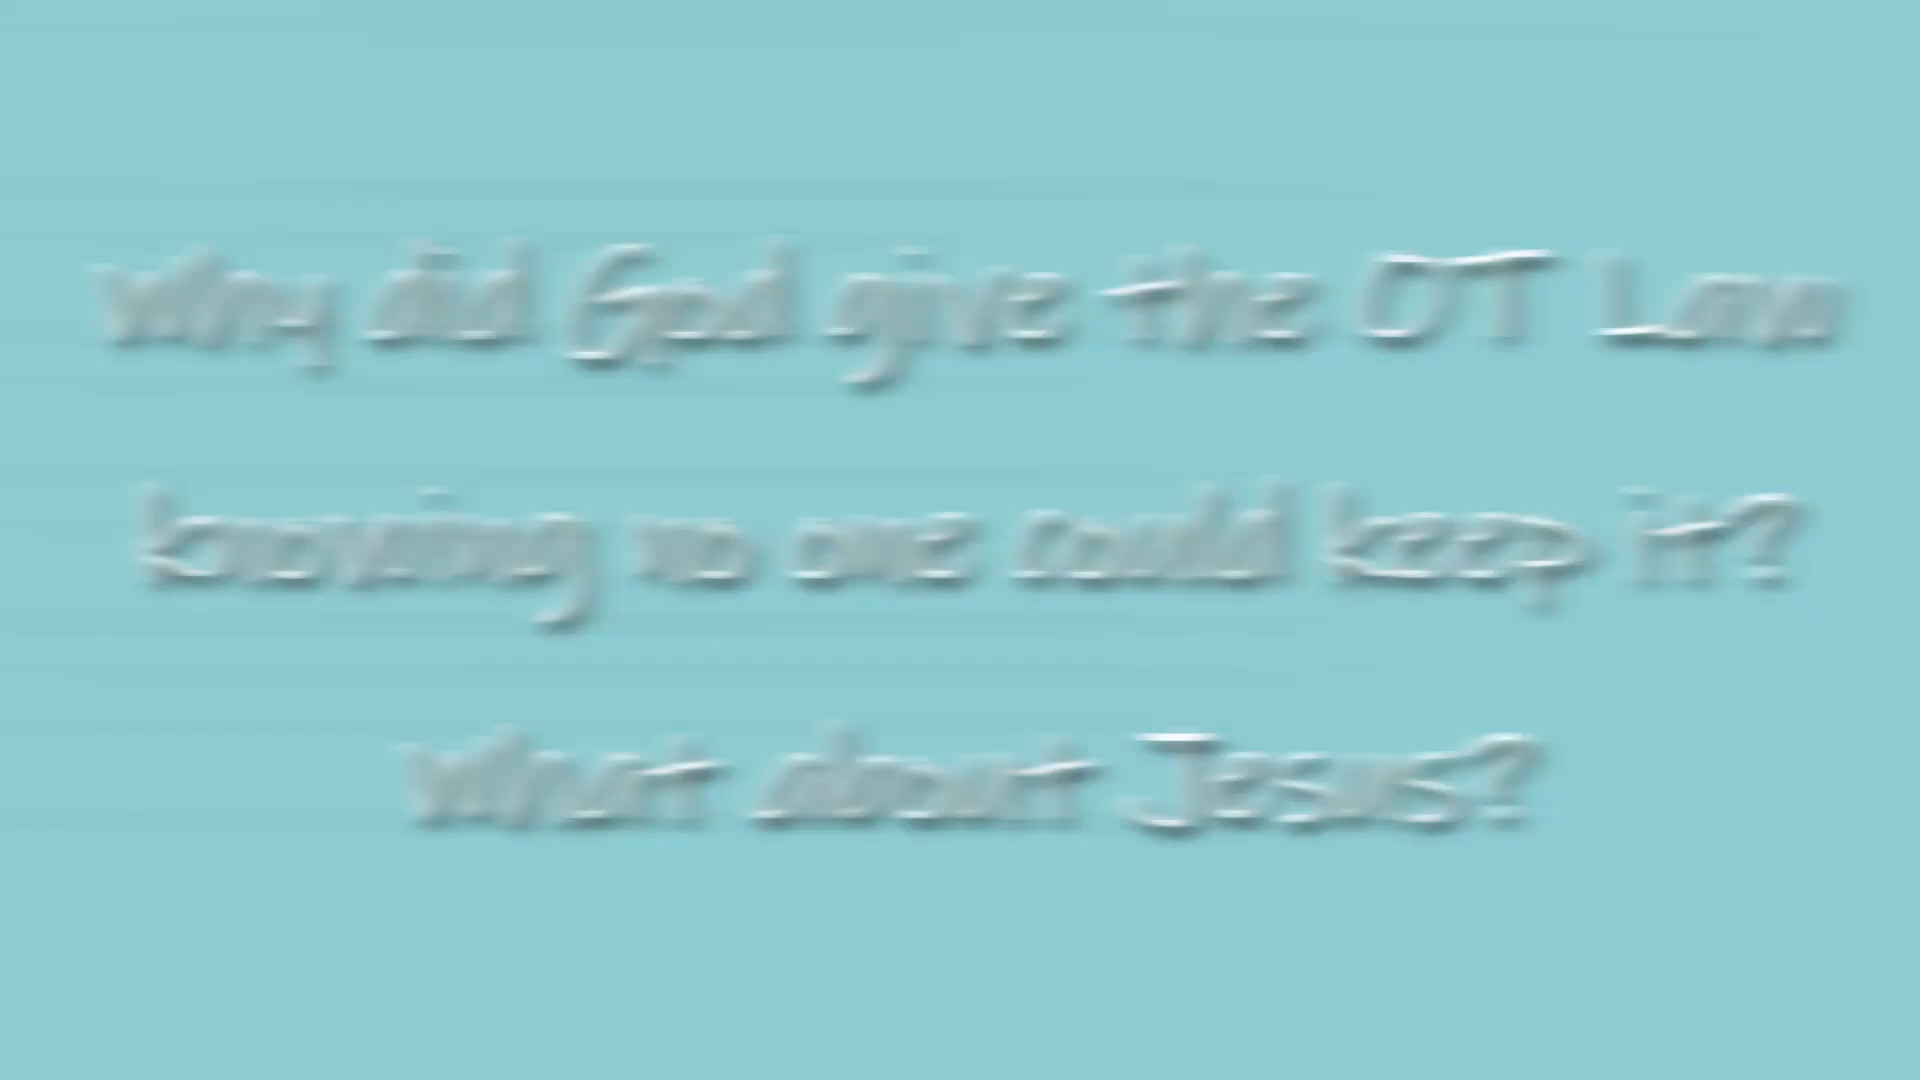 Why did God give the OT Law
knowing no one could keep it?
What about Jesus?